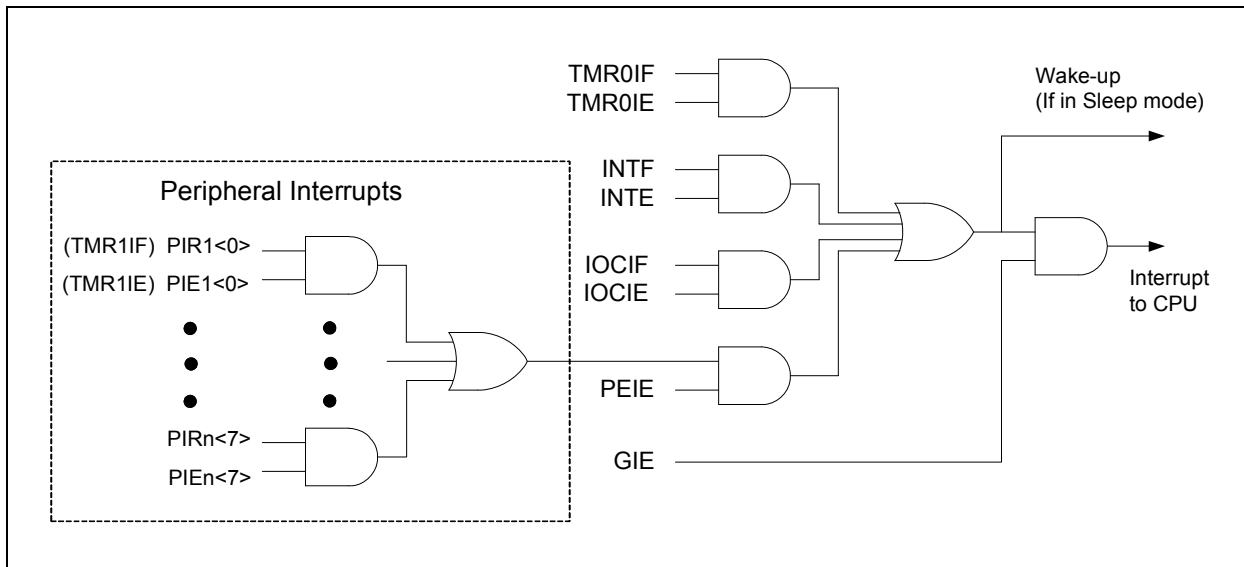 TMR0IF
TMR0IE
Wake-up
(If in Sleep mode)
INTF
INTE
Peripheral Interrupts
(TMR1IF) PIR1<0>
(TMR1IE) PIE1<0>
IOCIF
IOCIE
Interrupt
to CPU
PEIE
PIRn<7>
PIEn<7>
GIE